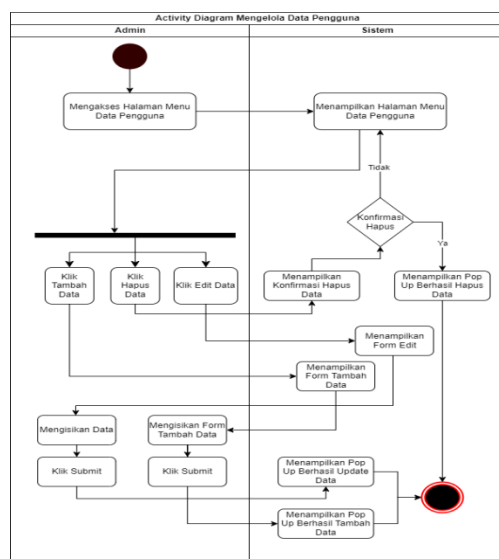 Activity Diagram Mengelola Data Pengguna
Admin
Sistem
Mengakses Halaman Menu
Data Pengguna
Menampilkan Halaman Menu
Data Pengguna
Tidak
Konfirmasi
Hapus
Ya
Klik
Tambah
Data
Klik
Hapus
Data
Klik Edit Data
Menampilkan
Konfirmasi Hapus
Data
Menampilkan Pop
Up Berhasil Hapus
Data
Menampilkan
Form Edit
Menampilkan
Form Tambah
Data
Mengisikan Data
Mengisikan Form
Tambah Data
Klik Submit
Klik Submit
Menampilkan Pop
Up Berhasil Update
Data
Menampilkan Pop
Up Berhasil Tambah
Data